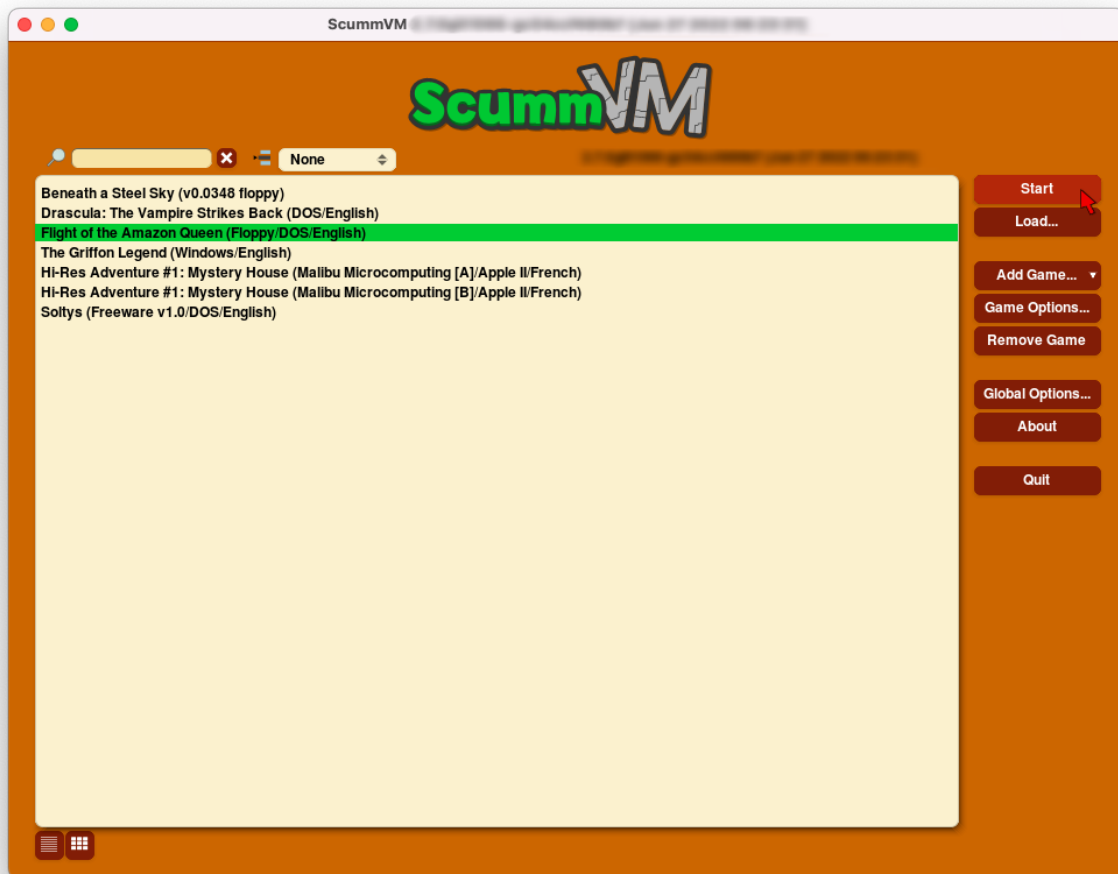 ScummVM
ScummVM
None
Beneath a Steel Sky (v0.0348 floppy)
Drascula: The Vampire Strikes Back (DOS/English)
Flight of the Amazon Queen (Floppy/DOS/English)
The Griffon Legend (Windows/English)
Hi-Res Adventure #1: Mystery House (Malibu Microcomputing [A]/Apple II/French)
Hi-Res Adventure #1: Mystery House (Malibu Microcomputing [B]/Apple II/French)
Soltys (Freeware v1.0/DOS/English)
Start
Load...
Add Game...
Game Options...
Remove Game
Global Options...
About
Quit